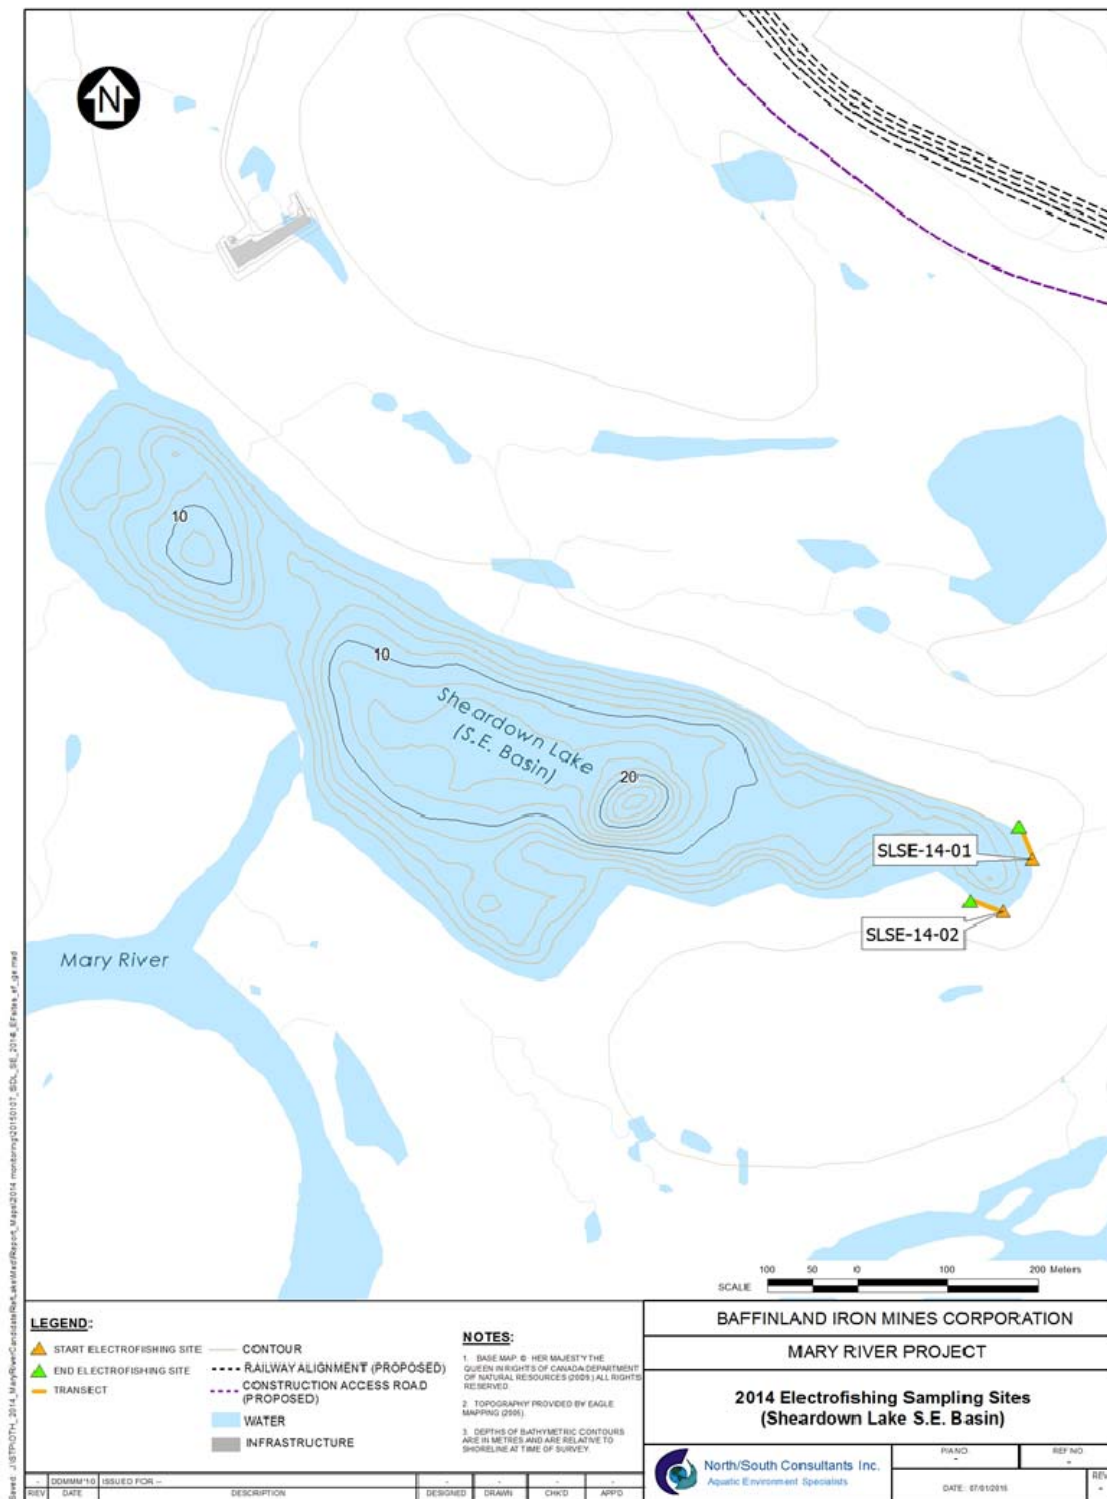 N
10
10
Sheardown Lake
(S.E. Basin)
20
SLSE-14-01
SLSE-14-02
Mary River
100 50 0 100 200 Meters
SCALE
LEGEND:
START ELECTROFISHING SITE
END ELECTROFISHING SITE
TRANSECT
CONTOUR
RAILWAY ALIGNMENT (PROPOSED)
CONSTRUCTION ACCESS ROAD
(PROPOSED)
WATER
INFRASTRUCTURE
NOTES:
1. BASE MAP: © HER MAJESTY THE
QUEEN IN RIGHTS OF CANADA DEPARTMENT
OF NATURAL RESOURCES ALL RIGHTS
RESERVED
2. TOPOGRAPHY PROVIDED BY EAGLE
MAPPING (2005).
3. DEPTHS OF BATHYMETRIC CONTOURS
ARE IN METRES AND ARE RELATIVE TO
SHORELINE AT TIME OF SURVEY.
BAFFINLAND IRON MINES CORPORATION
MARY RIVER PROJECT
2014 Electrofishing Sampling Sites
(Sheardown Lake S.E. Basin)
North/South Consultants Inc.
Aquatic Environment Specialists
P/A NO.
-
REF NO.
-
DATE: 07/01/2015
REV
-
- DDMMM'10 ISSUED FOR -- - - - -
REV DATE DESCRIPTION DESIGNED DRAWN CHK'D APP'D